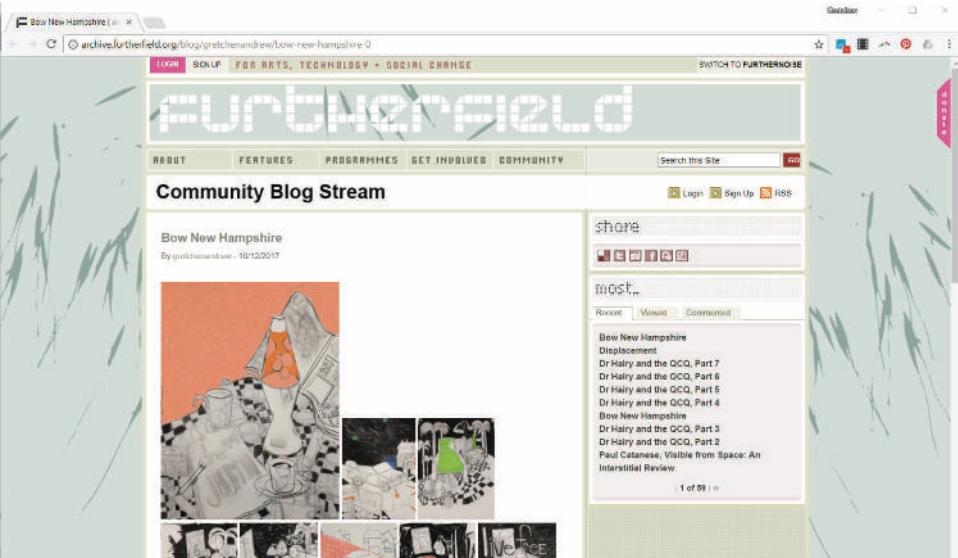 Bow New Hampshire |
archive.furtherfield.org/blog/gretchenandrew/bow-new-hampshire-0
LOGIN SIGN UP FOR ARTS, TECHNOLOGY + SOCIAL CHANGE SWITCH TO FURTHERNOISE
FURTHERFIELD
donate
ABOUT FEATURES PROGRAMMES GET INVOLVED COMMUNITY Search this Site GO
Community Blog Stream
Login Sign Up RSS
Bow New Hampshire
By gretchenandrew - 10/12/2017
share
most...
Recent Viewed Commented
Bow New Hampshire
Displacement
Dr Hairy and the QCQ, Part 7
Dr Hairy and the QCQ, Part 6
Dr Hairy and the QCQ, Part 5
Dr Hairy and the QCQ, Part 4
Bow New Hampshire
Dr Hairy and the QCQ, Part 3
Dr Hairy and the QCQ, Part 2
Paul Catanese, Visible from Space: An
Interstitial Review
1 of 59 | ››